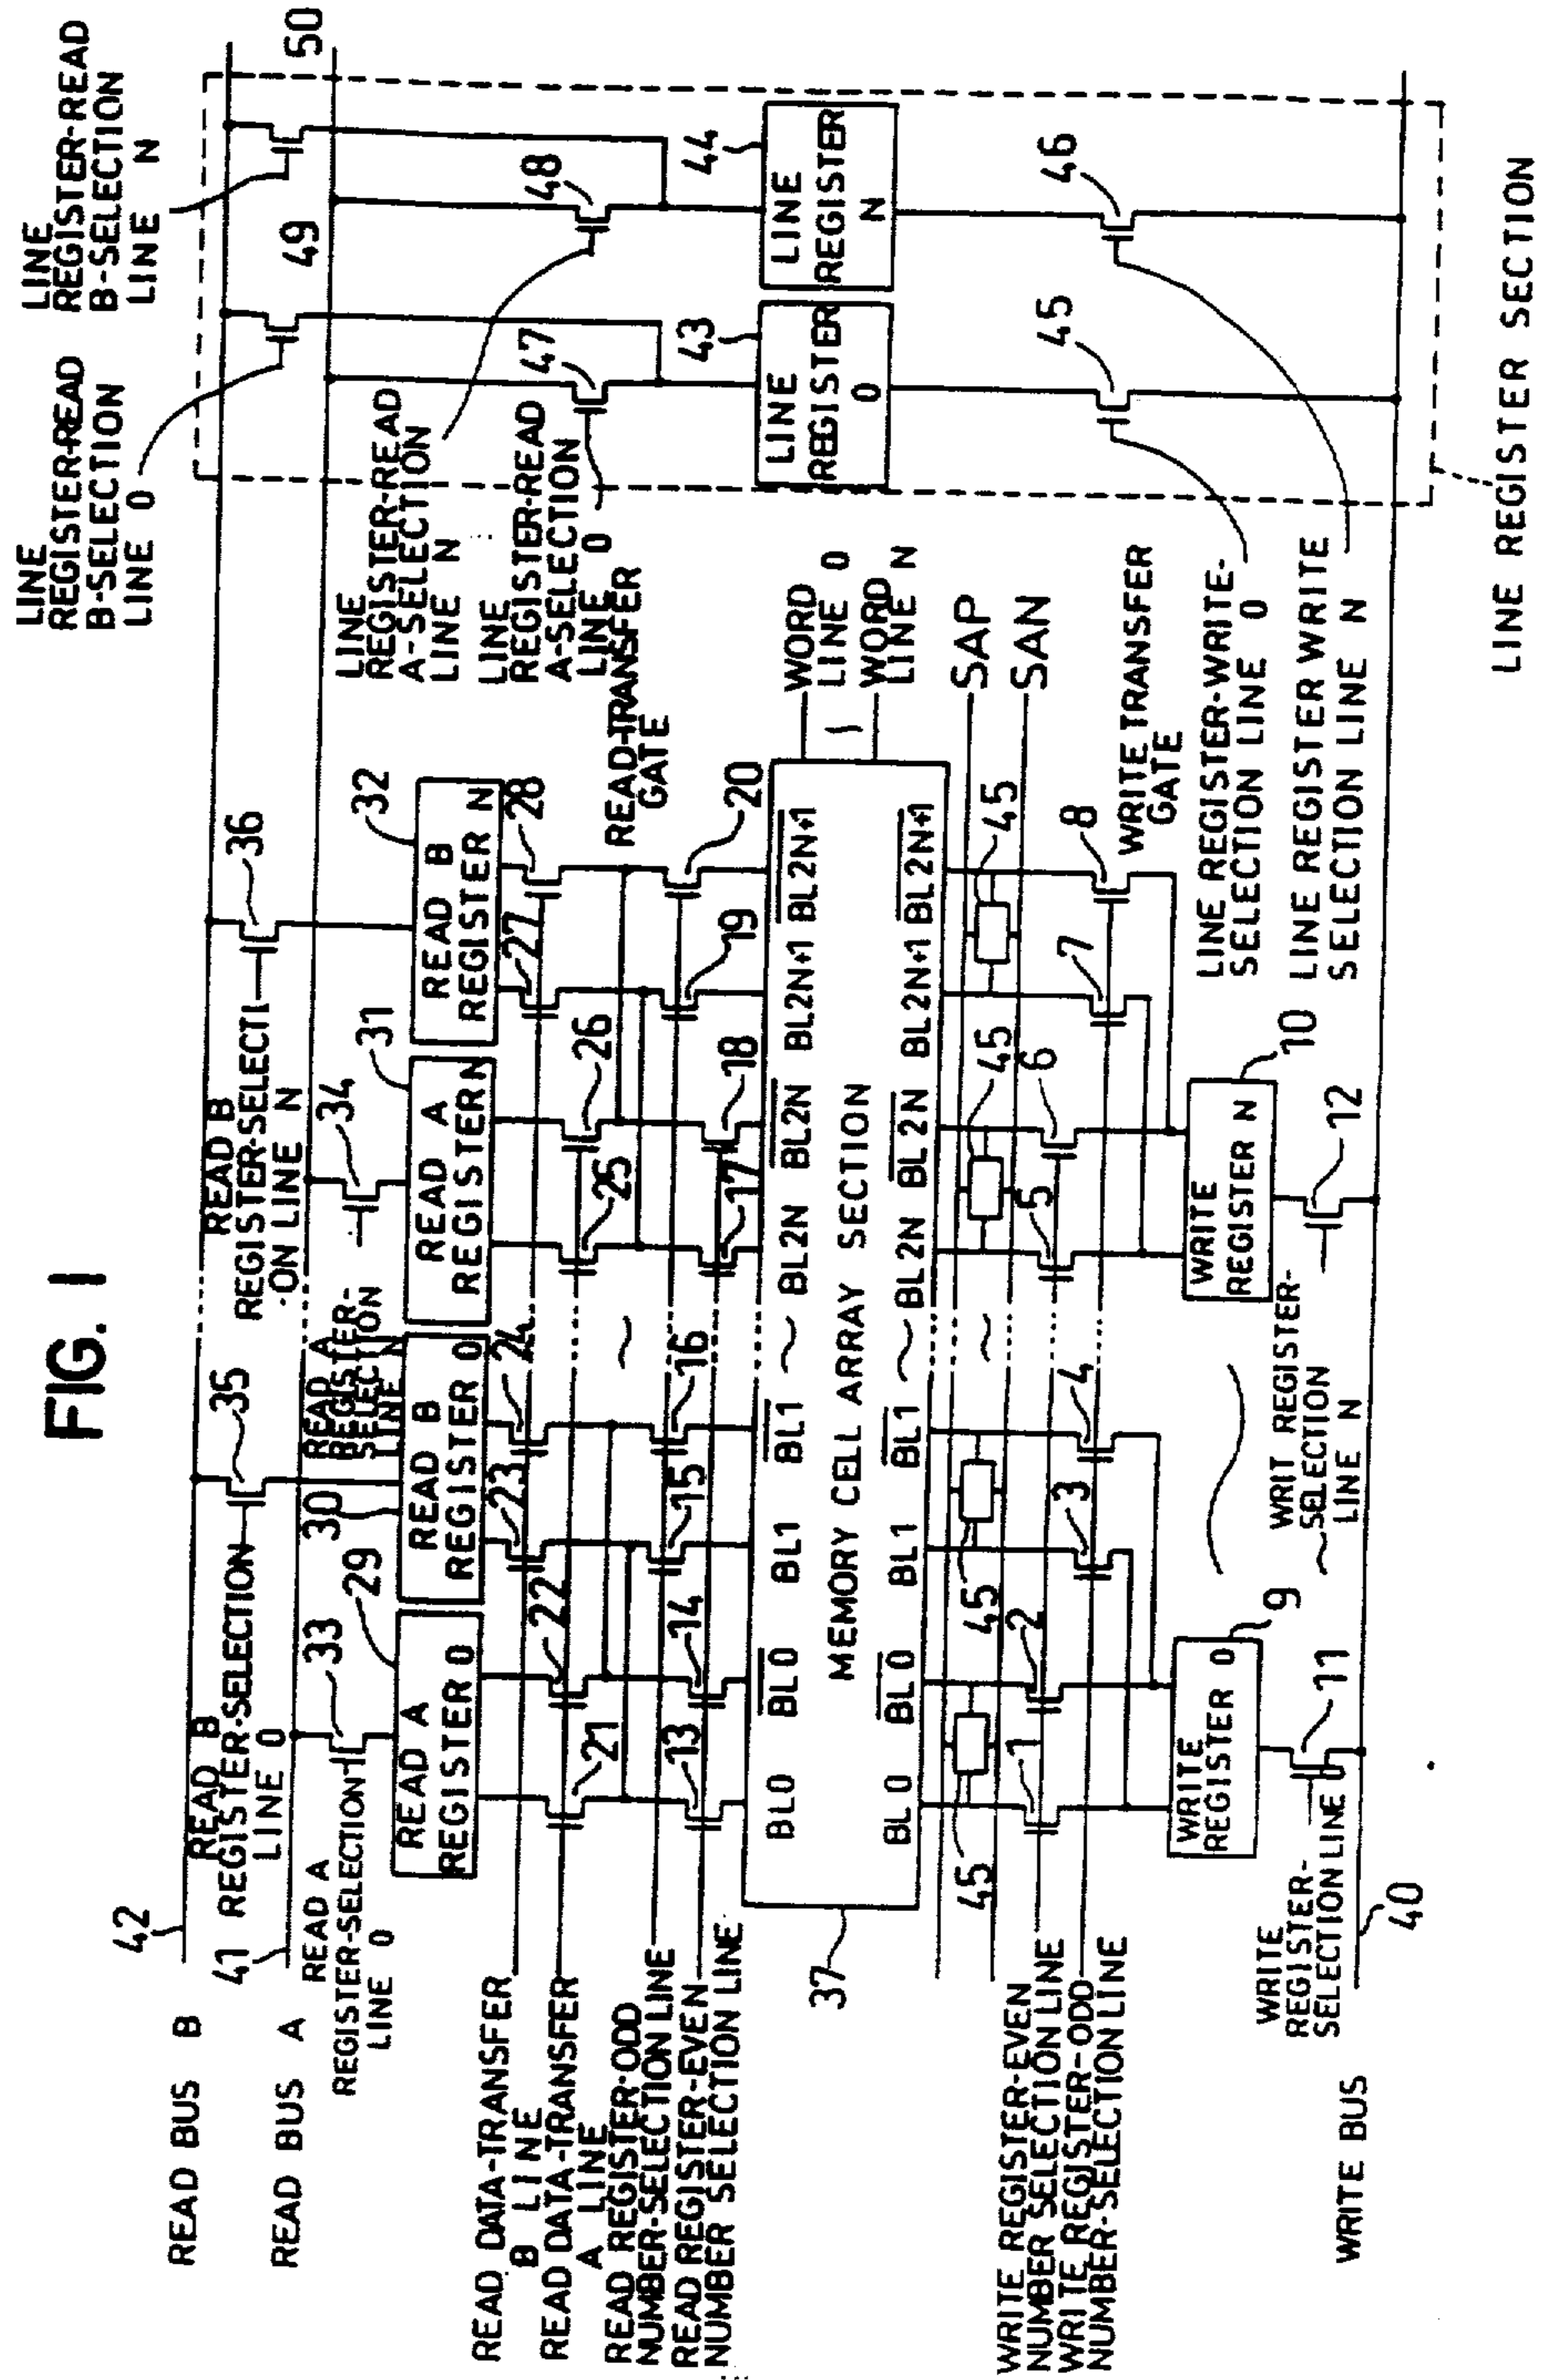 FIG. 1
LINE
REGISTER-READ
B-SELECTION
LINE 0
LINE
REGISTER-READ
B-SELECTION
LINE N
READ BUS B
42
READ BUS A
41
READ B
REGISTER-SELECTION
LINE 0
35
READ B
REGISTER-SELECTI
ON LINE N
36
49
50
READ A
REGISTER-SELECTION
LINE 0
33
READ A
REGISTER-
SELECTION
LINE N
34
LINE
REGISTER-READ
A-SELECTION
LINE N
48
LINE
REGISTER-READ
A-SELECTION
LINE 0
47
29
30
31
32
READ A
REGISTER 0
READ B
REGISTER 0
READ A
REGISTER N
READ B
REGISTER N
READ DATA-TRANSFER
B LINE
23
24
27
28
READ DATA-TRANSFER
A LINE
21
22
25
26
READ-TRANSFER
GATE
READ REGISTER-ODD
NUMBER-SELECTION LINE
15
16
19
20
READ REGISTER-EVEN
NUMBER SELECTION LINE
13
14
17
18
43
44
LINE
REGISTER
0
LINE
REGISTER
N
BL0
BL0
BL1
BL1
~
BL2N
BL2N
BL2N+1
BL2N+1
WORD
LINE 0
WORD
LINE N
MEMORY CELL ARRAY SECTION
37
BL0
BL0
BL1
BL1
~
BL2N
BL2N
BL2N+1
BL2N+1
SAP
SAN
45
45
45
45
WRITE REGISTER-EVEN
NUMBER SELECTION LINE
1
2
5
6
WRITE REGISTER-ODD
NUMBER-SELECTION LINE
3
4
7
8
WRITE TRANSFER
GATE
45
46
LINE REGISTER-WRITE-
SELECTION LINE 0
LINE REGISTER WRITE
SELECTION LINE N
9
WRITE
REGISTER 0
10
WRITE
REGISTER N
WRITE
REGISTER-
SELECTION LINE 0
11
WRIT REGISTER-
SELECTION
LINE N
12
WRITE BUS
40
LINE REGISTER SECTION